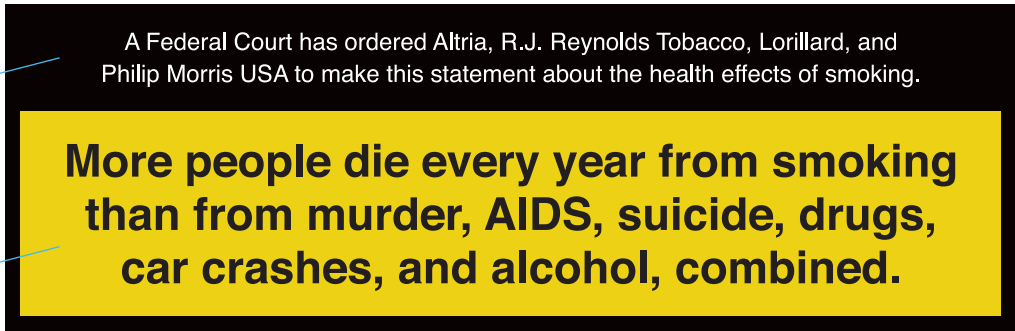 A Federal Court has ordered Altria, R.J. Reynolds Tobacco, Lorillard, and
Philip Morris USA to make this statement about the health effects of smoking.
More people die every year from smoking
than from murder, AIDS, suicide, drugs,
car crashes, and alcohol, combined.